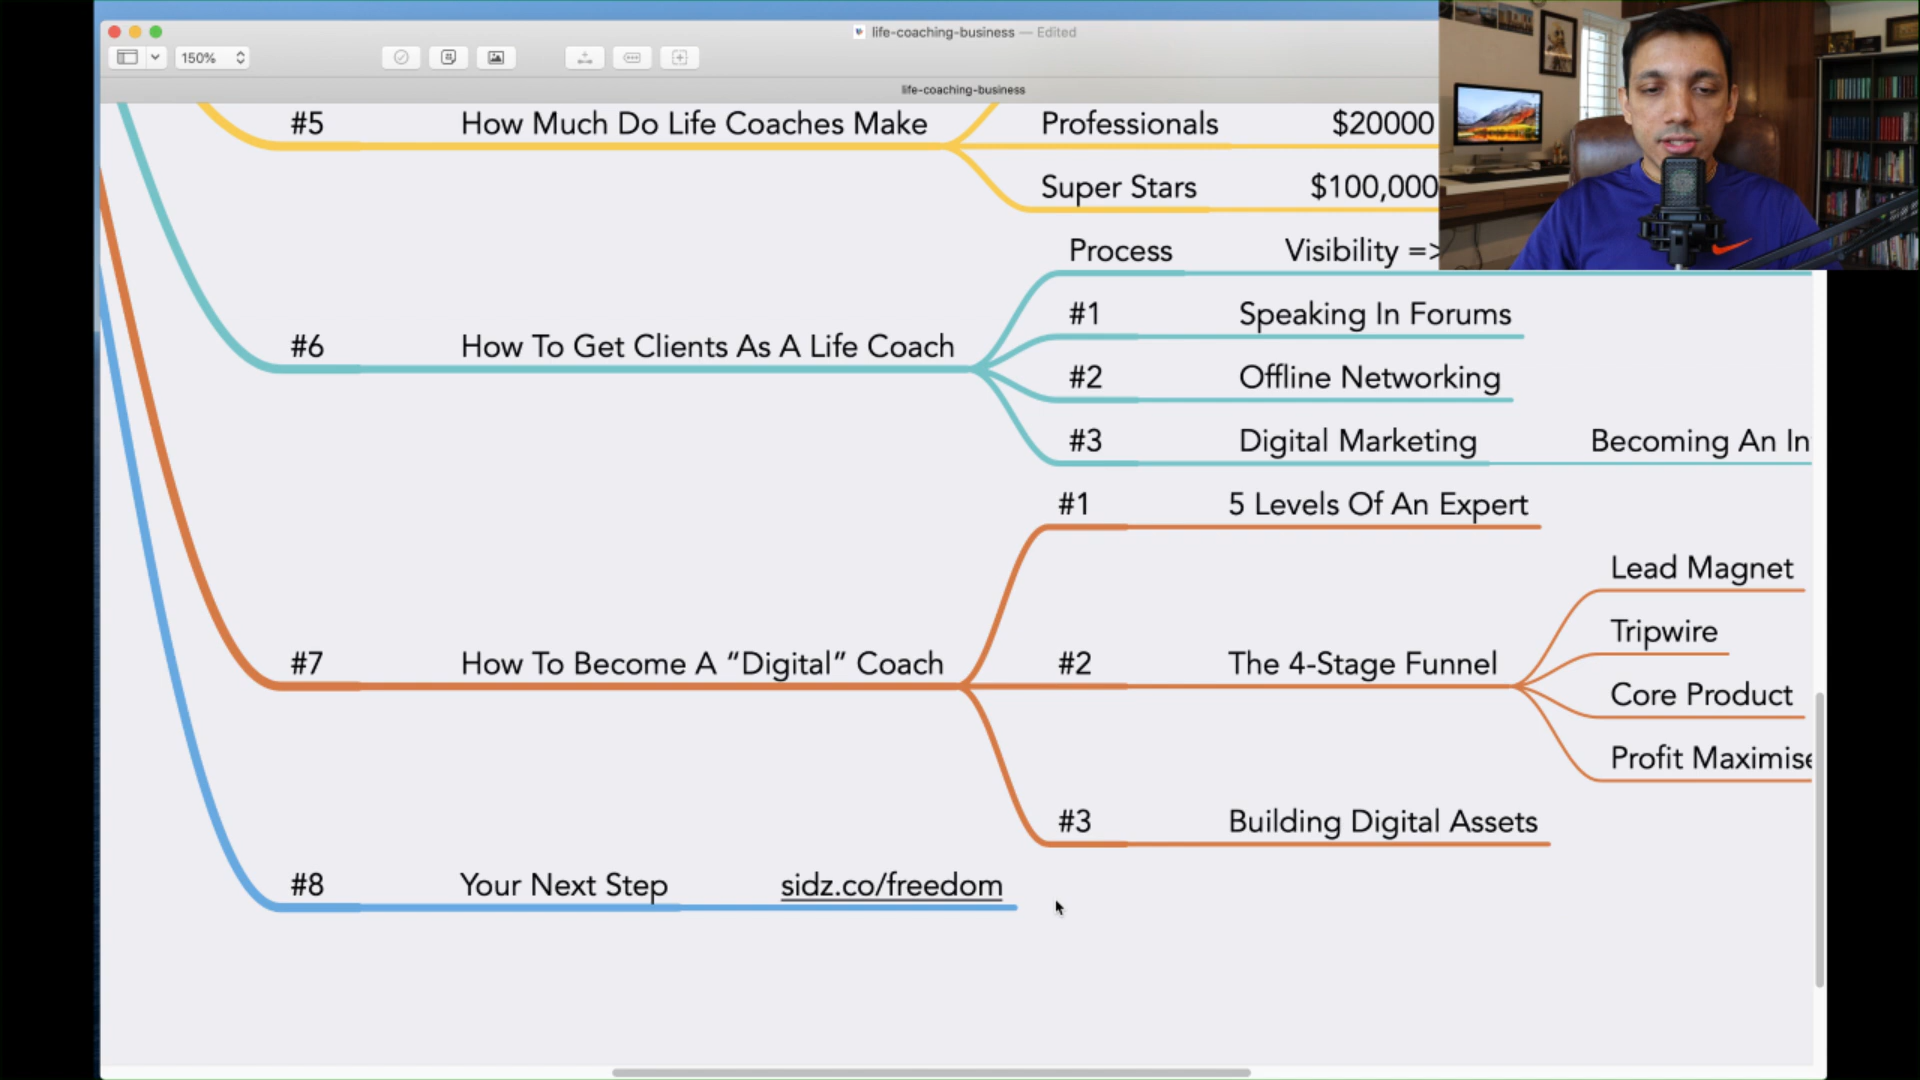 life-coaching-business — Edited
150%
life-coaching-business
#5 How Much Do Life Coaches Make
Professionals $20000
Super Stars $100,000
#6 How To Get Clients As A Life Coach
Process Visibility =>
#1 Speaking In Forums
#2 Offline Networking
#3 Digital Marketing Becoming An
#7 How To Become A “Digital” Coach
#1 5 Levels Of An Expert
#2 The 4-Stage Funnel
Lead Magnet
Tripwire
Core Product
Profit
#3 Building Digital Assets
#8 Your Next Step sidz.co/freedom